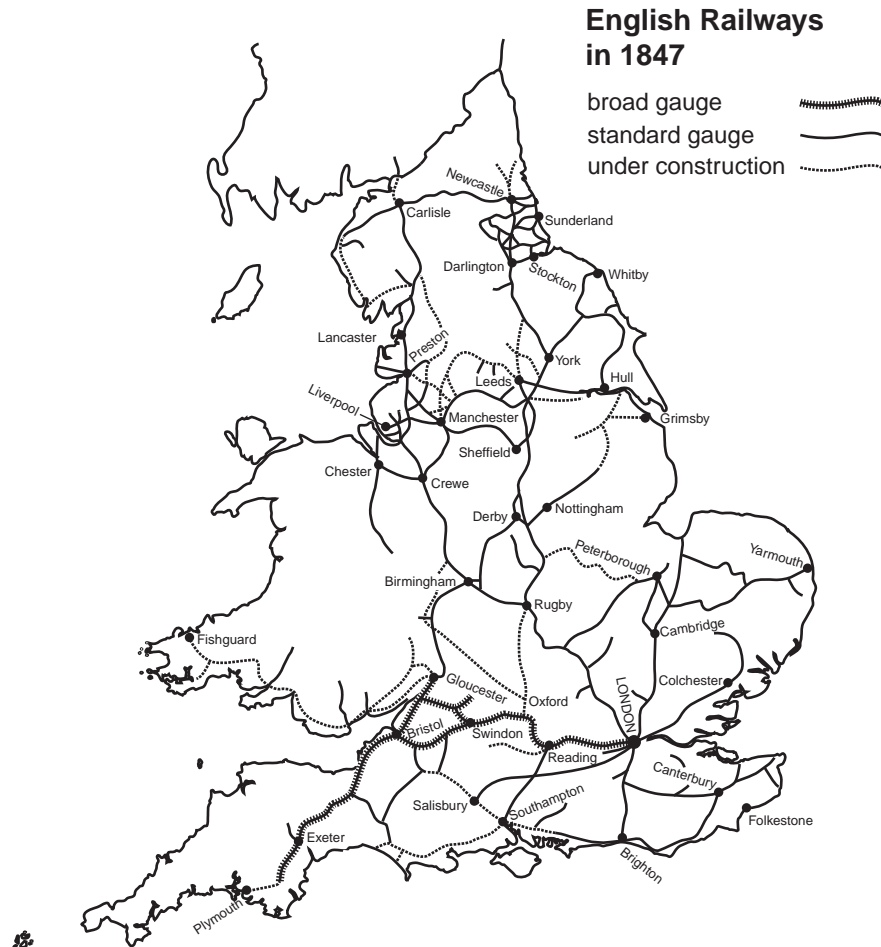 English Railways
in 1847
broad gauge
standard gauge
under construction
Newcastle
Carlisle
Sunderland
Darlington
Stockton
Whitby
Lancaster
Preston
York
Leeds
Hull
Liverpool
Manchester
Grimsby
Sheffield
Chester
Crewe
Derby
Nottingham
Peterborough
Yarmouth
Birmingham
Rugby
Fishguard
Cambridge
Gloucester
Colchester
Oxford
LONDON
Bristol
Swindon
Reading
Canterbury
Salisbury
Southampton
Folkestone
Exeter
Brighton
Plymouth